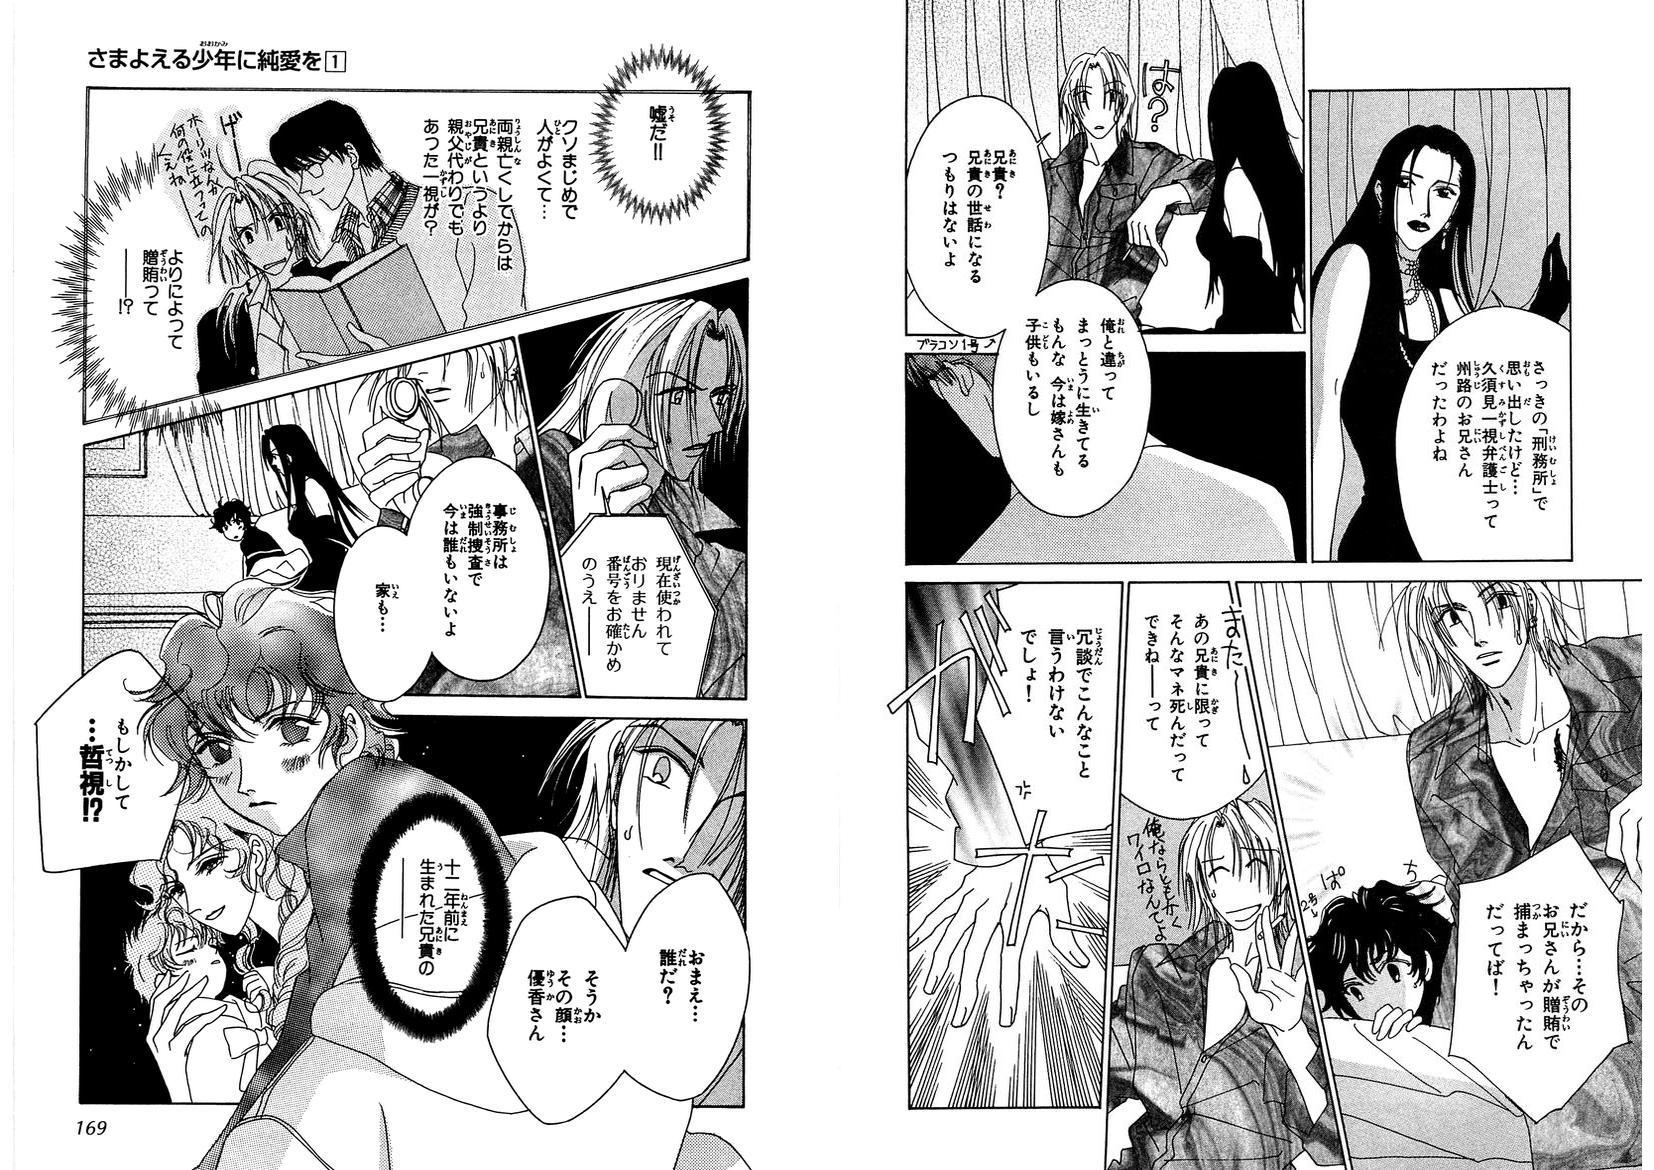 さっきの「刑務所」で
思い出したけど…
久須見一視弁護士って
州路のお兄さん
だったわよね
は?
兄貴?
兄貴の世話になる
つもりはないよ
俺と違って
まっとうに生きてる
もんな 今は嫁さんも
子供もいるし
ブラコン1号
だから…その
お兄さんが贈賄で
捕まっちゃったん
だってば!
ぱち
2号
また〜
あの兄貴に限って
そんなマネ死んだって
できね──って
俺ならともかく
ワイロなんてよ
冗談でこんなこと
言うわけない
でしょ!
ガガ
ガキ
さまよえる少年に純愛を1
おおかみ
嘘だ!!
クソまじめで
人がよくて…
両親亡くしてからは
兄貴というより
親父代わりでも
あった一視が?
ゲ
ホーリツなんか
何の役に立つっての
くえね
よりによって
贈賄って
──!?
現在使われて
おりません
番号をお確かめ
のうえ──
事務所は
強制捜査で
今は誰もいないよ
家も…
おまえ…
誰だ?
そうか
その顔…
優香さん
十二年前に
──生まれた兄貴の
もしかして
…哲視!?
169